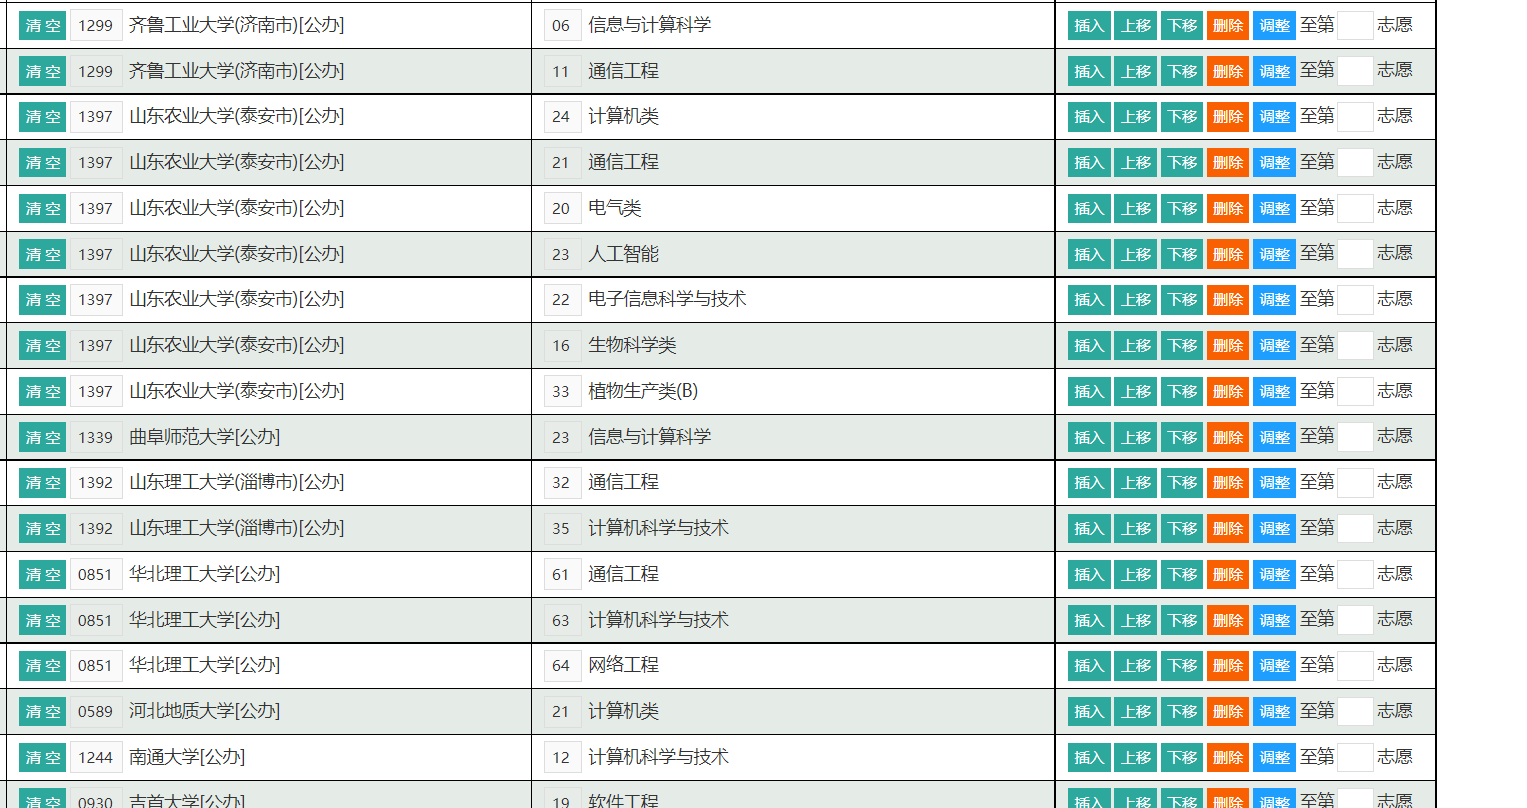 清 空 1299 齐鲁工业大学(济南市)[公办] 06 信息与计算科学 插入 上移 下移 删除 调整 至第 志愿
清 空 1299 齐鲁工业大学(济南市)[公办] 11 通信工程 插入 上移 下移 删除 调整 至第 志愿
清 空 1397 山东农业大学(泰安市)[公办] 24 计算机类 插入 上移 下移 删除 调整 至第 志愿
清 空 1397 山东农业大学(泰安市)[公办] 21 通信工程 插入 上移 下移 删除 调整 至第 志愿
清 空 1397 山东农业大学(泰安市)[公办] 20 电气类 插入 上移 下移 删除 调整 至第 志愿
清 空 1397 山东农业大学(泰安市)[公办] 23 人工智能 插入 上移 下移 删除 调整 至第 志愿
清 空 1397 山东农业大学(泰安市)[公办] 22 电子信息科学与技术 插入 上移 下移 删除 调整 至第 志愿
清 空 1397 山东农业大学(泰安市)[公办] 16 生物科学类 插入 上移 下移 删除 调整 至第 志愿
清 空 1397 山东农业大学(泰安市)[公办] 33 植物生产类(B) 插入 上移 下移 删除 调整 至第 志愿
清 空 1339 曲阜师范大学[公办] 23 信息与计算科学 插入 上移 下移 删除 调整 至第 志愿
清 空 1392 山东理工大学(淄博市)[公办] 32 通信工程 插入 上移 下移 删除 调整 至第 志愿
清 空 1392 山东理工大学(淄博市)[公办] 35 计算机科学与技术 插入 上移 下移 删除 调整 至第 志愿
清 空 0851 华北理工大学[公办] 61 通信工程 插入 上移 下移 删除 调整 至第 志愿
清 空 0851 华北理工大学[公办] 63 计算机科学与技术 插入 上移 下移 删除 调整 至第 志愿
清 空 0851 华北理工大学[公办] 64 网络工程 插入 上移 下移 删除 调整 至第 志愿
清 空 0589 河北地质大学[公办] 21 计算机类 插入 上移 下移 删除 调整 至第 志愿
清 空 1244 南通大学[公办] 12 计算机科学与技术 插入 上移 下移 删除 调整 至第 志愿
清 空 0930 吉首大学[公办] 19 软件工程 插入 上移 下移 删除 调整 至第 志愿